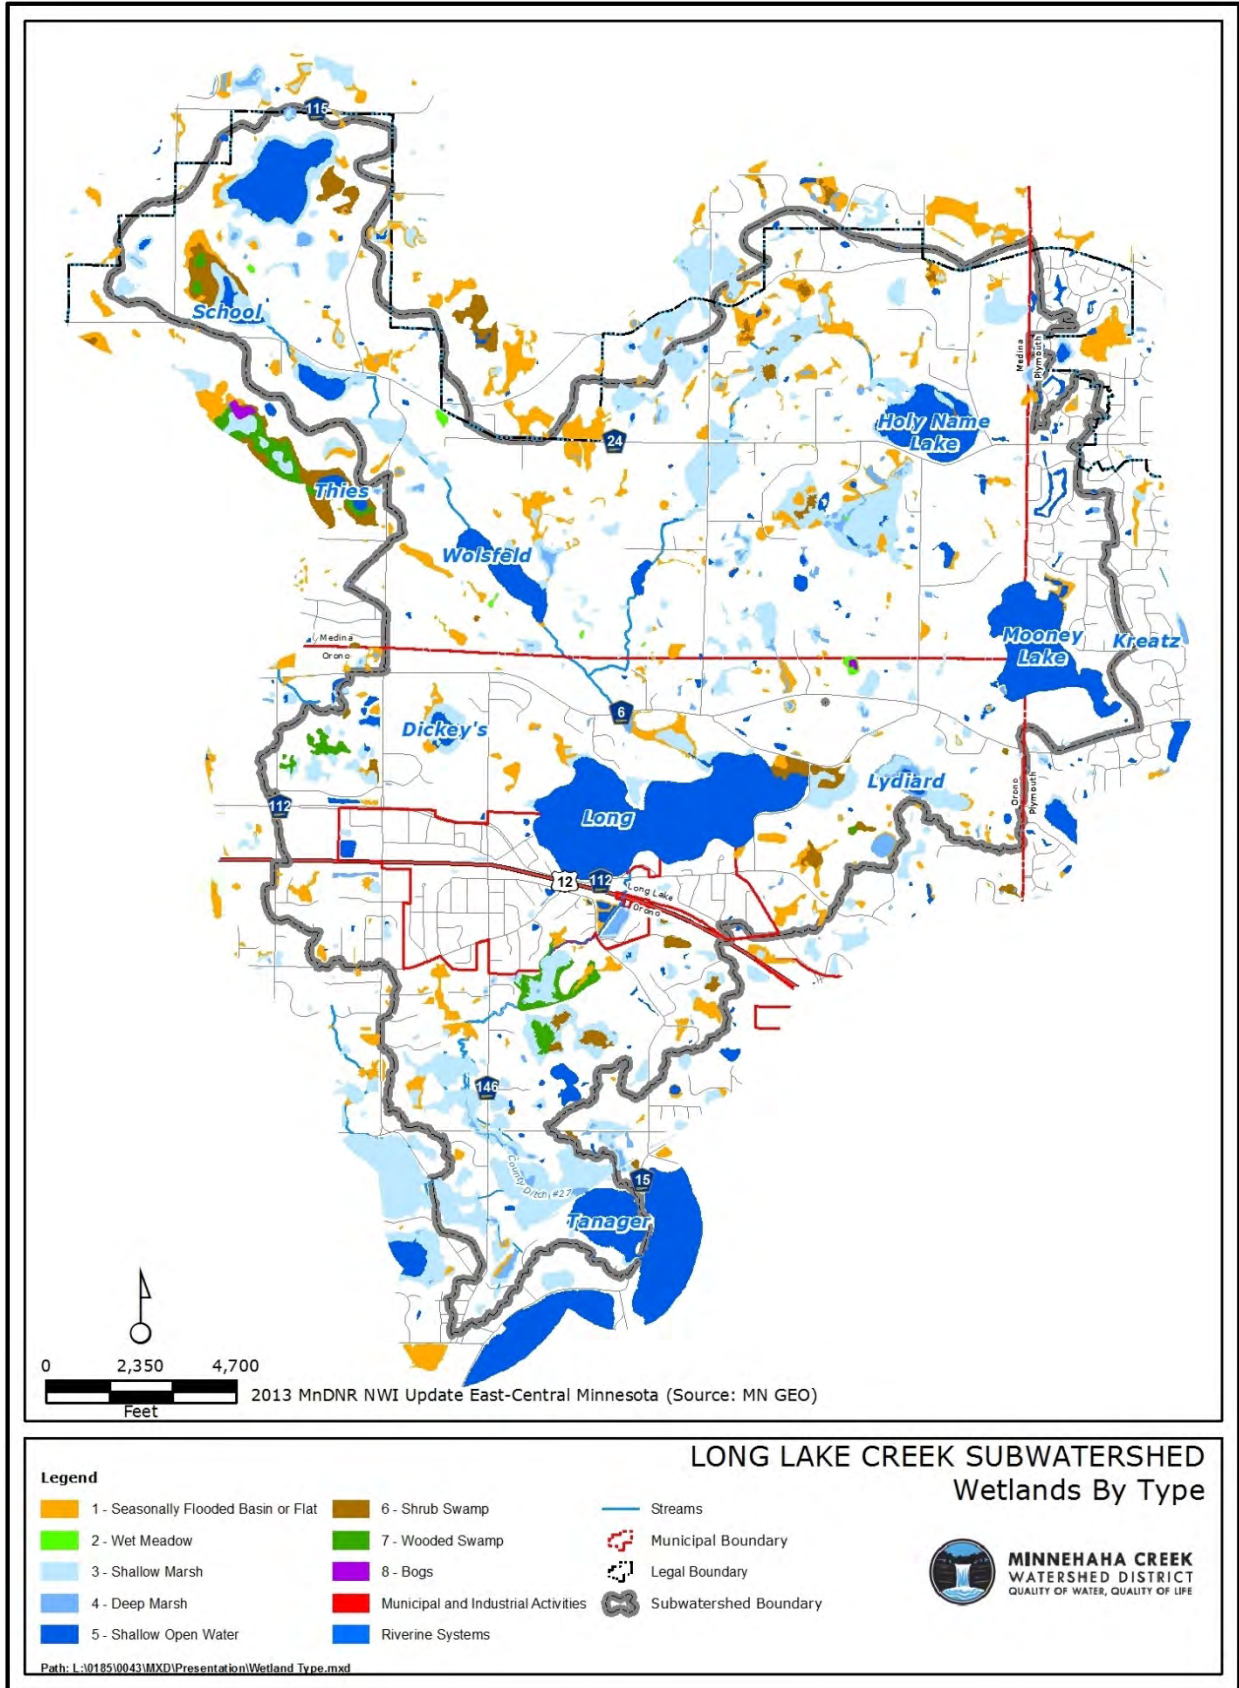 115
School
24
Holy Name
Lake
Medina
Plymouth
Thies
Wolsfeld
Medina
Orono
Mooney
Lake
Kreatz
6
Dickey's
Lydiard
Orono
Plymouth
112
Long
12
112
Long Lake
Orono
146
County Ditch #27
15
Tanager
0 2,350 4,700
Feet
2013 MnDNR NWI Update East-Central Minnesota (Source: MN GEO)
LONG LAKE CREEK SUBWATERSHED
Wetlands By Type
Legend
1 - Seasonally Flooded Basin or Flat
2 - Wet Meadow
3 - Shallow Marsh
4 - Deep Marsh
5 - Shallow Open Water
6 - Shrub Swamp
7 - Wooded Swamp
8 - Bogs
Municipal and Industrial Activities
Riverine Systems
Streams
Municipal Boundary
Legal Boundary
Subwatershed Boundary
MINNEHAHA CREEK
WATERSHED DISTRICT
QUALITY OF WATER, QUALITY OF LIFE
Path: L:\0185\0043\MXD\Presentation\Wetland Type.mxd